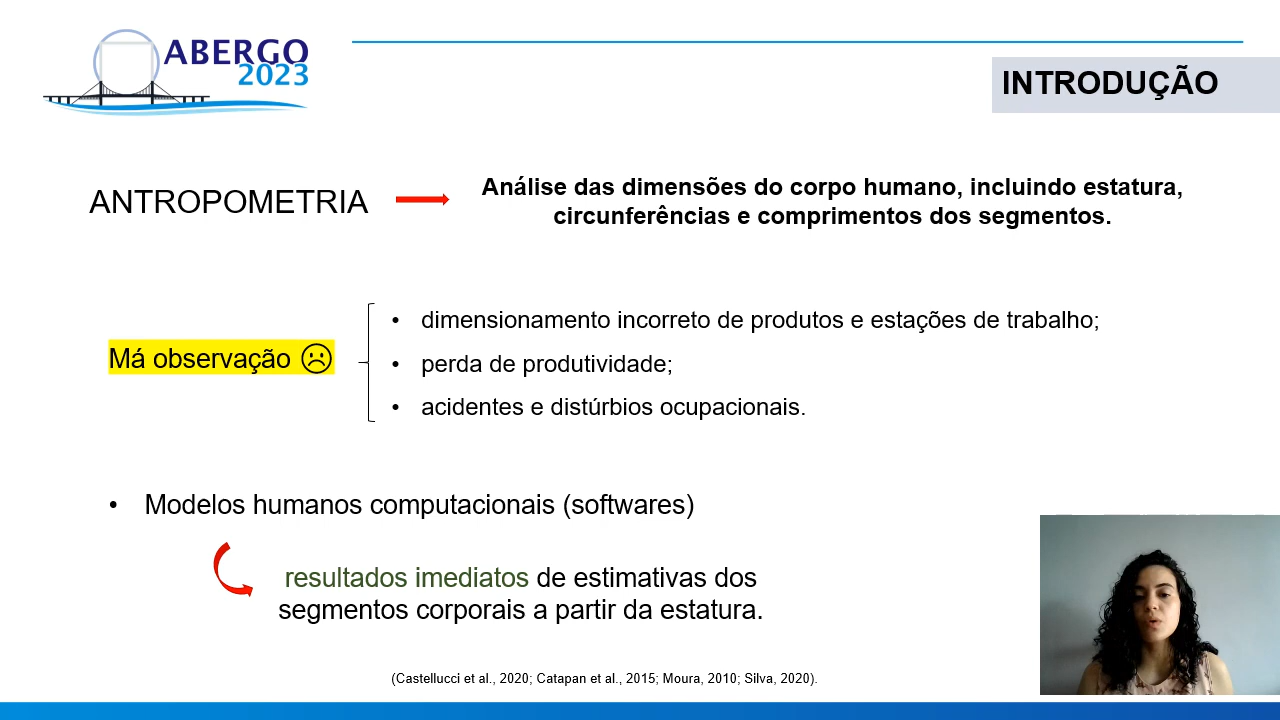 ABERGO
2023
INTRODUÇÃO
ANTROPOMETRIA
Análise das dimensões do corpo humano, incluindo estatura,
circunferências e comprimentos dos segmentos.
Má observação ☹
• dimensionamento incorreto de produtos e estações de trabalho;
• perda de produtividade;
• acidentes e distúrbios ocupacionais.
• Modelos humanos computacionais (softwares)
resultados imediatos de estimativas dos
segmentos corporais a partir da estatura.
(Castellucci et al., 2020; Catapan et al., 2015; Moura, 2010; Silva, 2020).